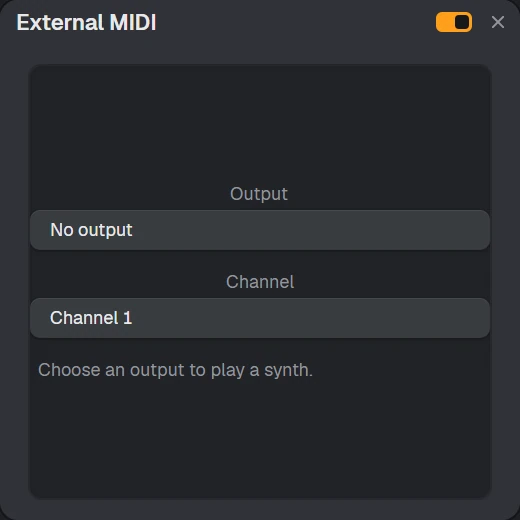 External MIDI
Output
No output
Channel
Channel 1
Choose an output to play a synth.